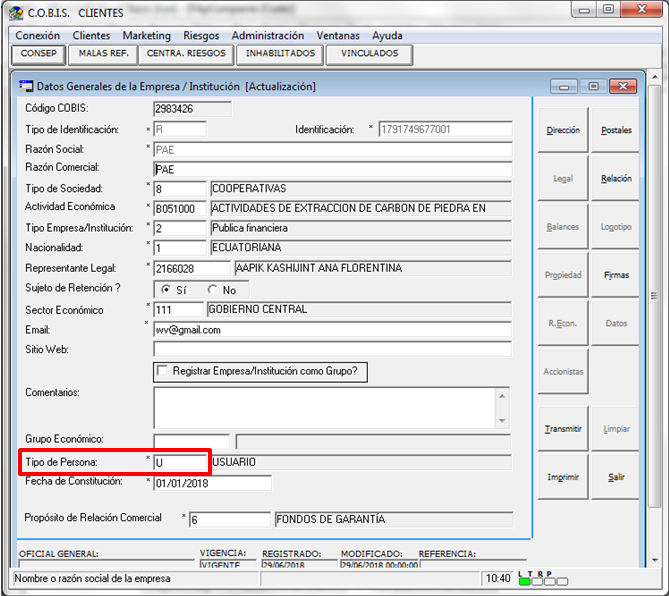 C.O.B.I.S. CLIENTES
Conexión Clientes Marketing Riesgos Administración Ventanas Ayuda
CONSEP MALAS REF. CENTRA. RIESGOS INHABILITADOS VINCULADOS
Datos Generales de la Empresa / Institución [Actualización]
Código COBIS: 2983426
Tipo de Identificación: * R Identificación: * 1791749677001
Razón Social: * PAE
Razón Comercial: PAE
Tipo de Sociedad: * 8 COOPERATIVAS
Actividad Económica * B051000 ACTIVIDADES DE EXTRACCION DE CARBON DE PIEDRA EN
Tipo Empresa/Institución: * 2 Publica financiera
Nacionalidad: * 1 ECUATORIANA
Representante Legal: * 2166028 AAPIK KASHIJINT ANA FLORENTINA
Sujeto de Retención ? Sí No
Sector Económico * 111 GOBIERNO CENTRAL
Email: * wv@gmail.com
Sitio Web:
Registrar Empresa/Institución como Grupo?
Comentarios:
Grupo Económico:
Tipo de Persona: * U USUARIO
Fecha de Constitución: * 01/01/2018
Propósito de Relación Comercial * 6 FONDOS DE GARANTÍA
OFICIAL GENERAL: VIGENCIA: REGISTRADO: MODIFICADO: REFERENCIA:
VIGENTE 29/06/2018 29/06/2018 00:00:00
Dirección Postales
Legal Relación
Balances Logotipo
Propiedad Firmas
R.Econ. Datos
Accionistas
Transmitir Limpiar
Imprimir Salir
Nombre o razón social de la empresa 10:40 L T R P